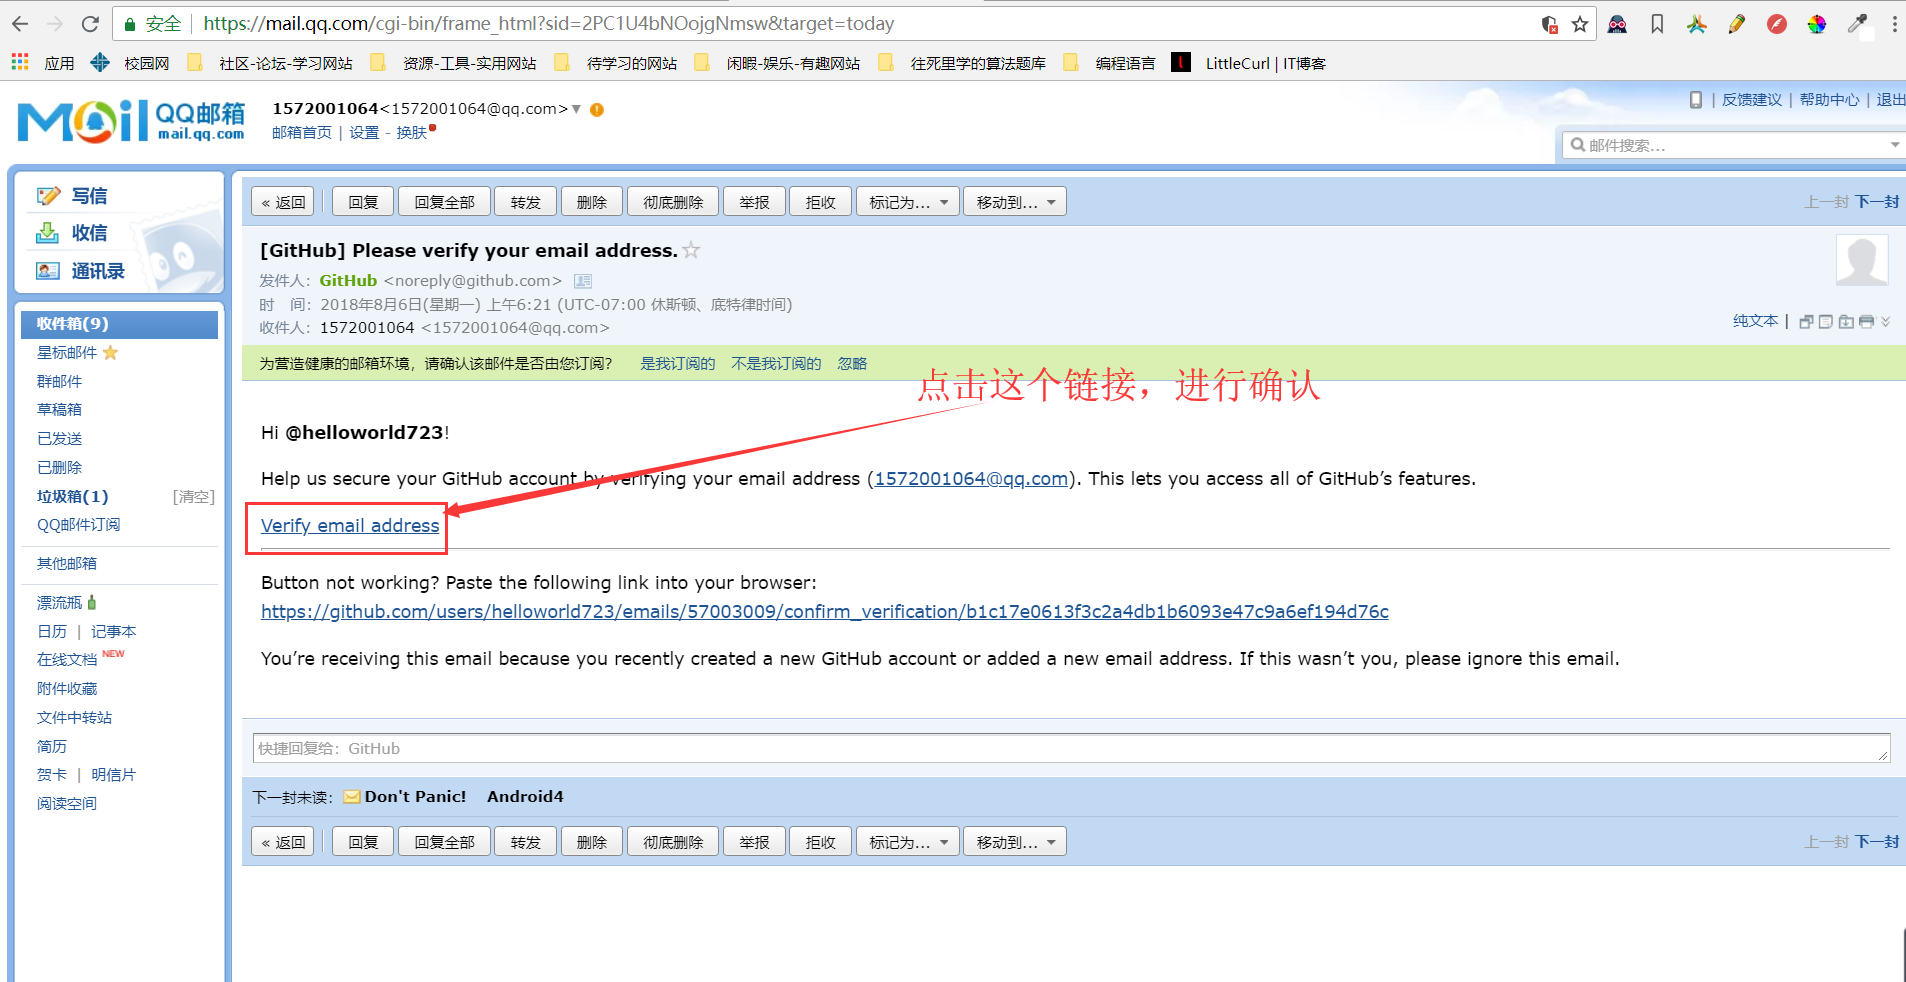 安全 https://mail.qq.com/cgi-bin/frame_html?sid=2PC1U4bNOojgNmsw&target=today
应用 校园网 社区-论坛-学习网站 资源-工具-实用网站 待学习的网站 闲暇-娱乐-有趣网站 往死里学的算法题库 编程语言 LittleCurl | IT博客
Mail QQ邮箱 mail.qq.com
1572001064<1572001064@qq.com>
邮箱首页 | 设置 - 换肤
| 反馈建议 | 帮助中心 | 退出
邮件搜索...
写信
收信
通讯录
收件箱(9)
星标邮件
群邮件
草稿箱
已发送
已删除
垃圾箱(1) [清空]
QQ邮件订阅
其他邮箱
漂流瓶
日历 | 记事本
在线文档 NEW
附件收藏
文件中转站
简历
贺卡 | 明信片
阅读空间
« 返回 回复 回复全部 转发 删除 彻底删除 举报 拒收 标记为... 移动到... 上一封 下一封
[GitHub] Please verify your email address.
发件人：GitHub <noreply@github.com>
时 间：2018年8月6日(星期一) 上午6:21 (UTC-07:00 休斯顿、底特律时间)
收件人：1572001064 <1572001064@qq.com>
纯文本 |
为营造健康的邮箱环境，请确认该邮件是否由您订阅？ 是我订阅的 不是我订阅的 忽略
点击这个链接，进行确认
Hi @helloworld723!
Help us secure your GitHub account by verifying your email address (1572001064@qq.com). This lets you access all of GitHub’s features.
Verify email address
Button not working? Paste the following link into your browser:
https://github.com/users/helloworld723/emails/57003009/confirm_verification/b1c17e0613f3c2a4db1b6093e47c9a6ef194d76c
You’re receiving this email because you recently created a new GitHub account or added a new email address. If this wasn’t you, please ignore this email.
快捷回复给：GitHub
下一封未读： Don't Panic! Android4
« 返回 回复 回复全部 转发 删除 彻底删除 举报 拒收 标记为... 移动到... 上一封 下一封